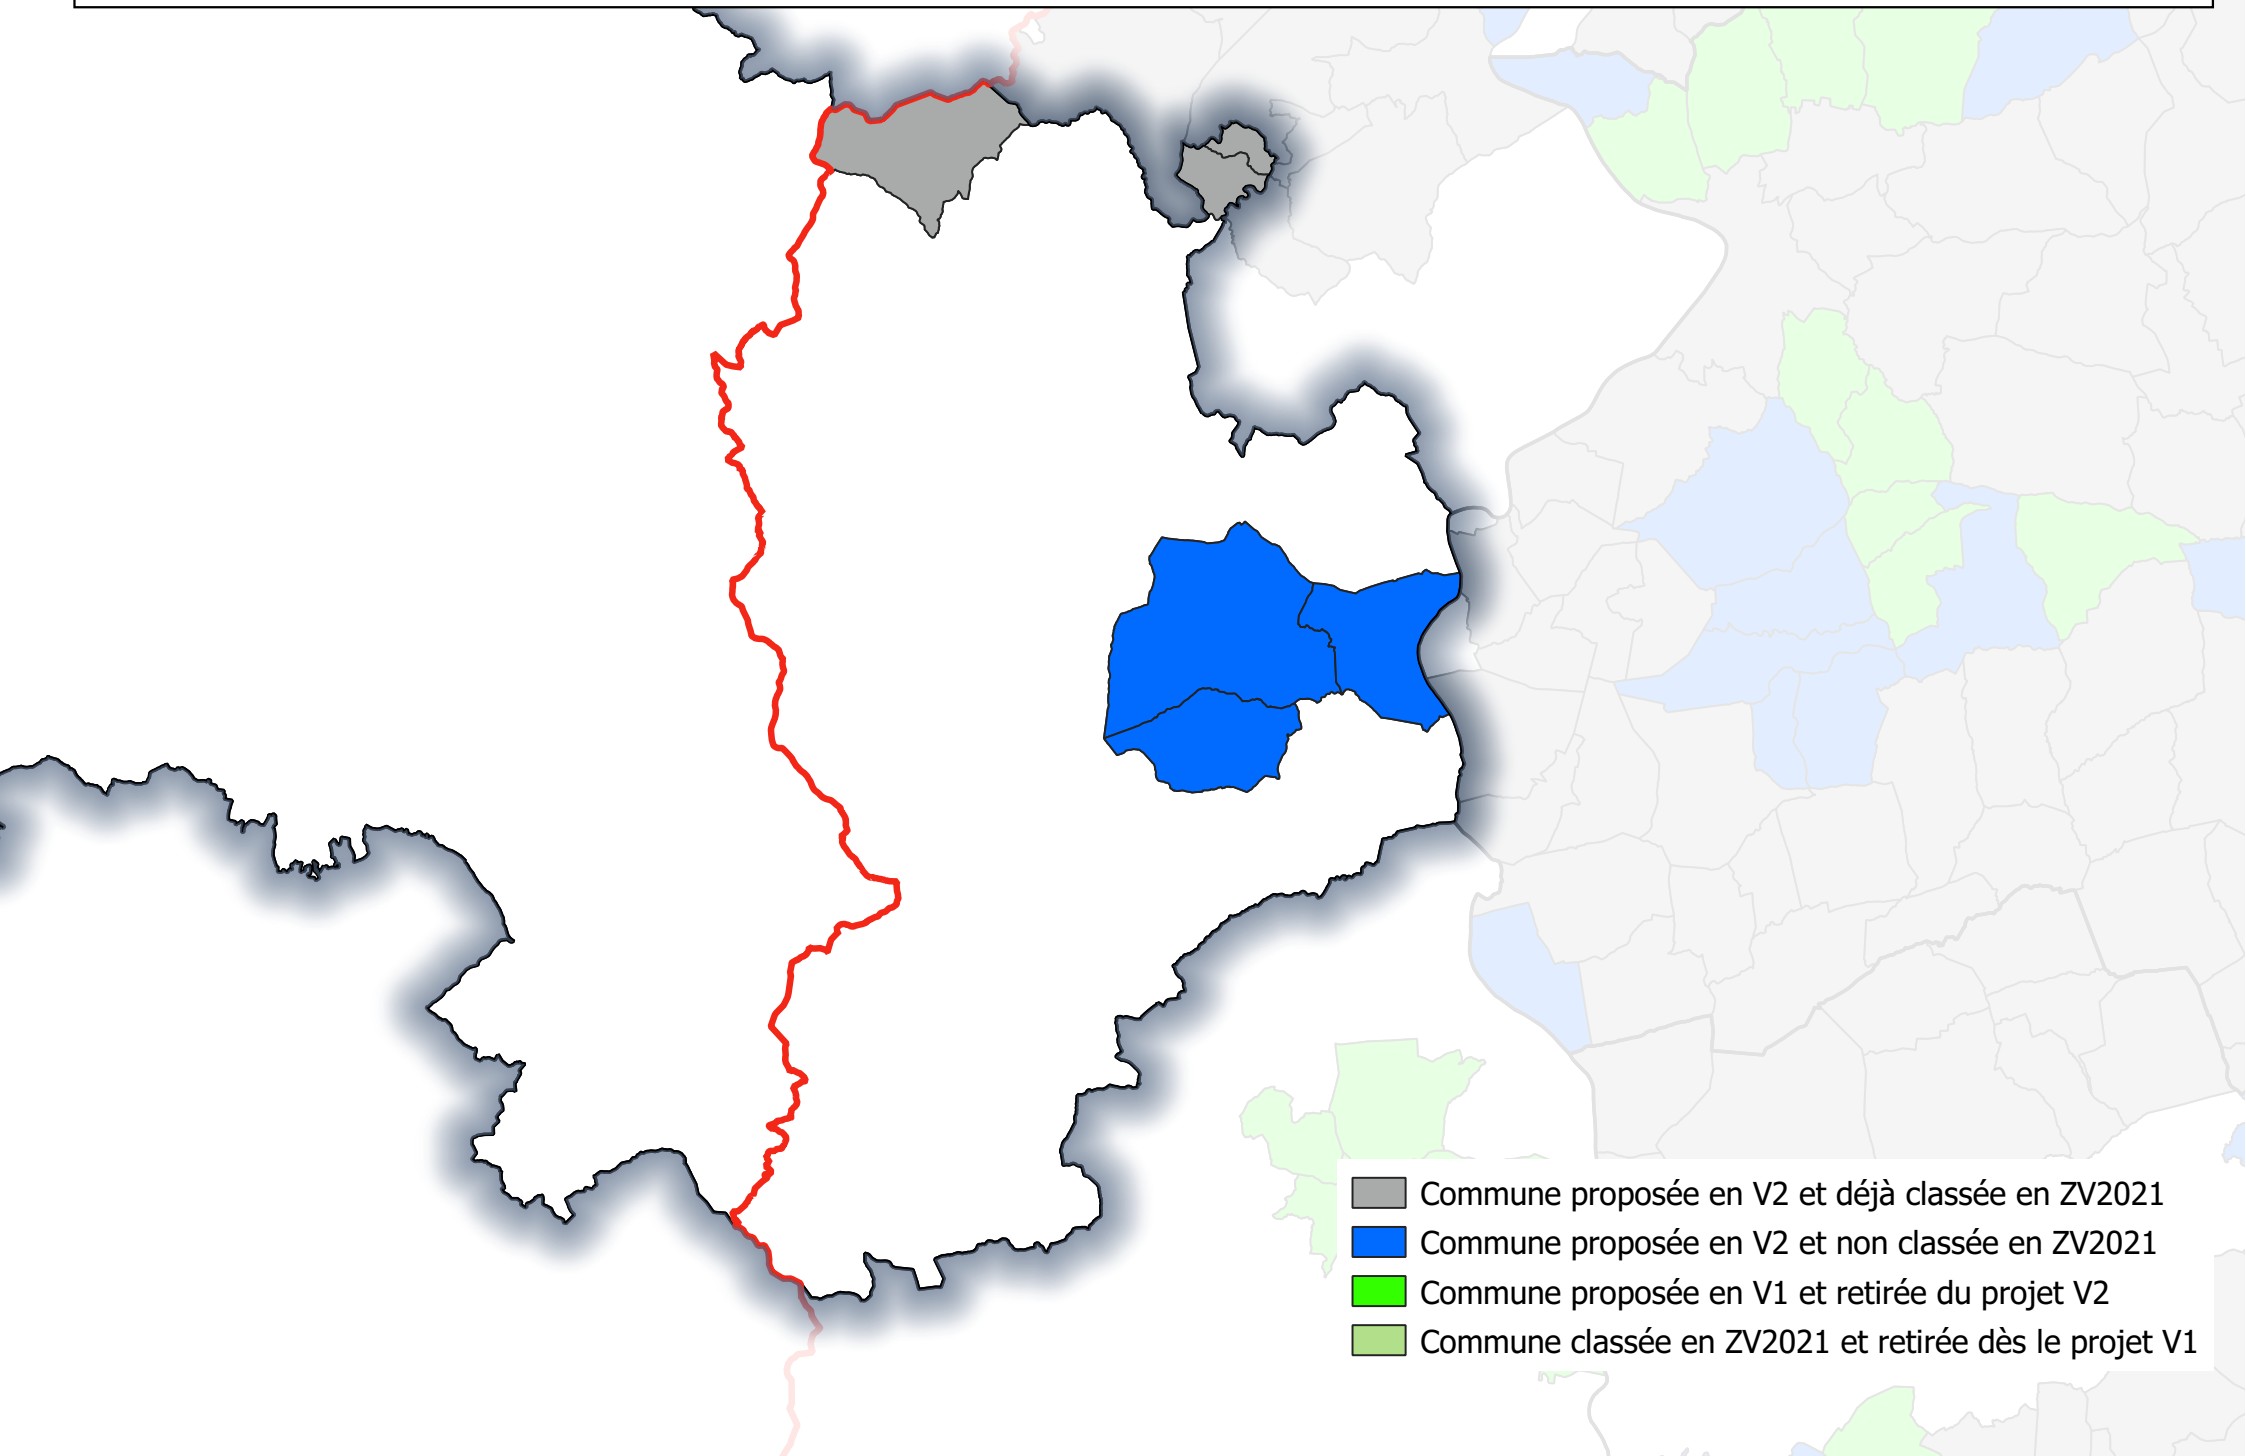 Commune proposée en V2 et déjà classée en ZV2021
Commune proposée en V2 et non classée en ZV2021
Commune proposée en V1 et retirée du projet V2
Commune classée en ZV2021 et retirée dès le projet V1